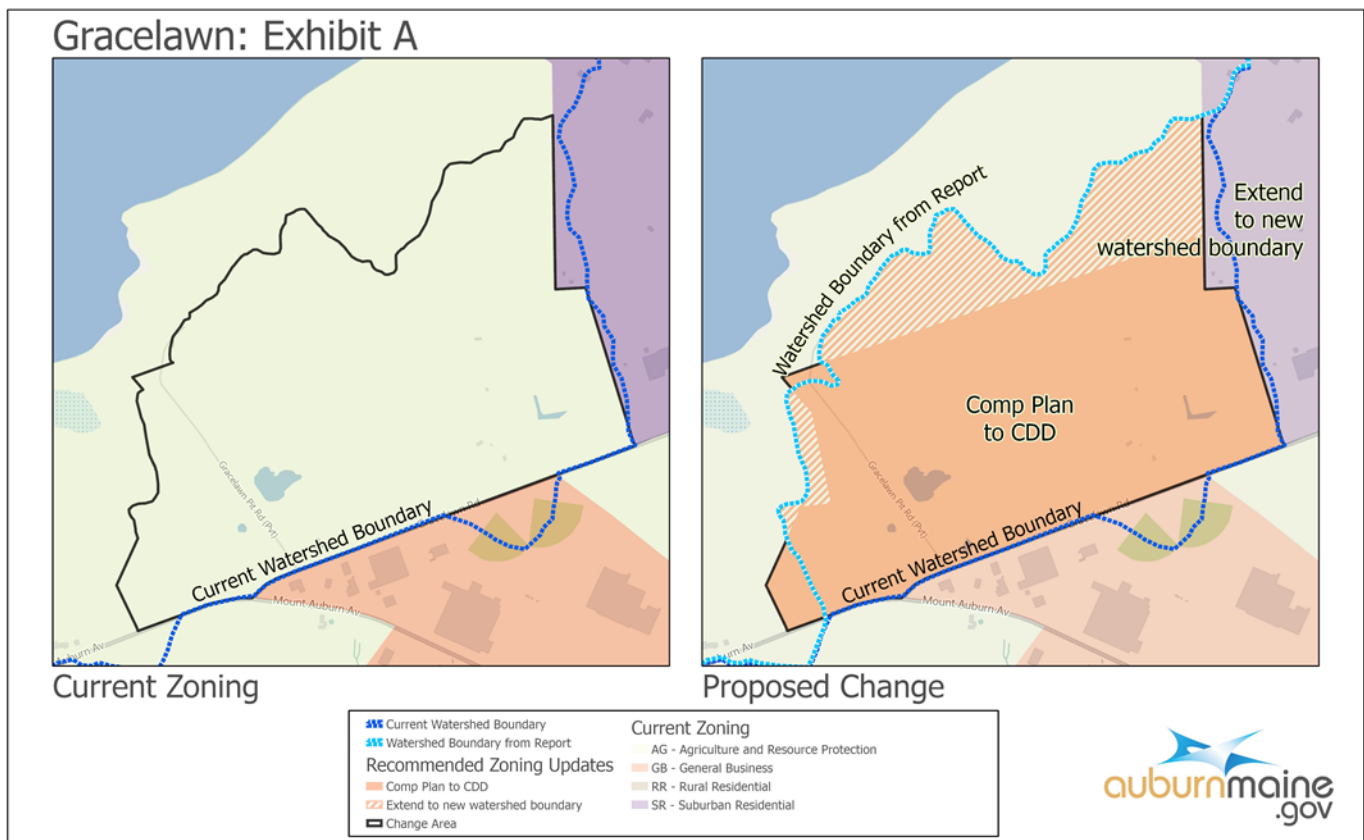 Gracelawn: Exhibit A
Gracelawn Pit Rd (Pvt)
Current Watershed Boundary
Rd
Mount Auburn Av
Auburn Av
Current Zoning
Watershed Boundary from Report
Extend
to new
watershed boundary
Comp Plan
to CDD
Gracelawn Pit Rd (Pvt)
Current Watershed Boundary
Rd
Mount Auburn Av
Auburn Av
Proposed Change
Current Watershed Boundary
Watershed Boundary from Report
Recommended Zoning Updates
Comp Plan to CDD
Extend to new watershed boundary
Change Area
Current Zoning
AG - Agriculture and Resource Protection
GB - General Business
RR - Rural Residential
SR - Suburban Residential
auburnmaine
.gov